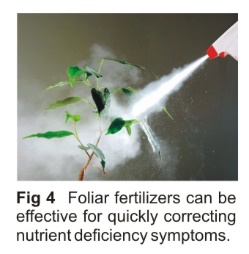 Fig 4 Foliar fertilizers can be
effective for quickly correcting
nutrient deficiency symptoms.